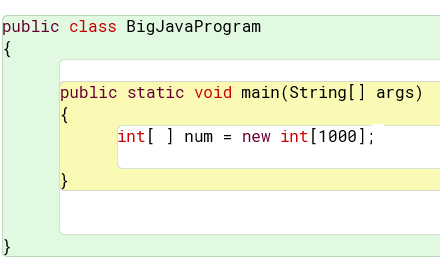 public class BigJavaProgram
{
public static void main(String[] args)
{
int[ ] num = new int[1000];
}
}